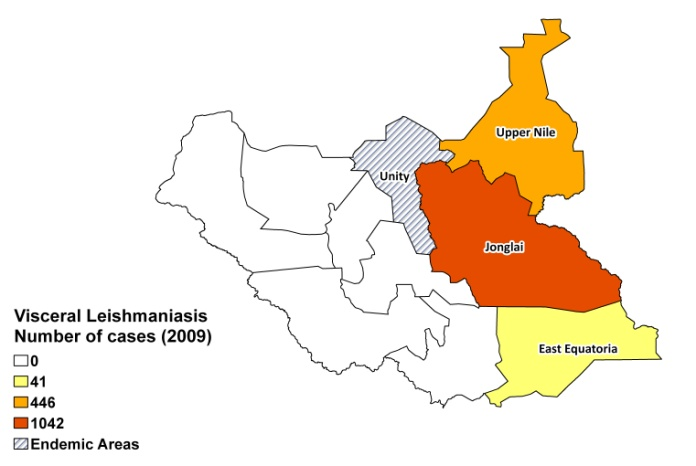 Upper Nile
Unity
Jonglai
East Equatoria
Visceral Leishmaniasis
Number of cases (2009)
0
41
446
1042
Endemic Areas